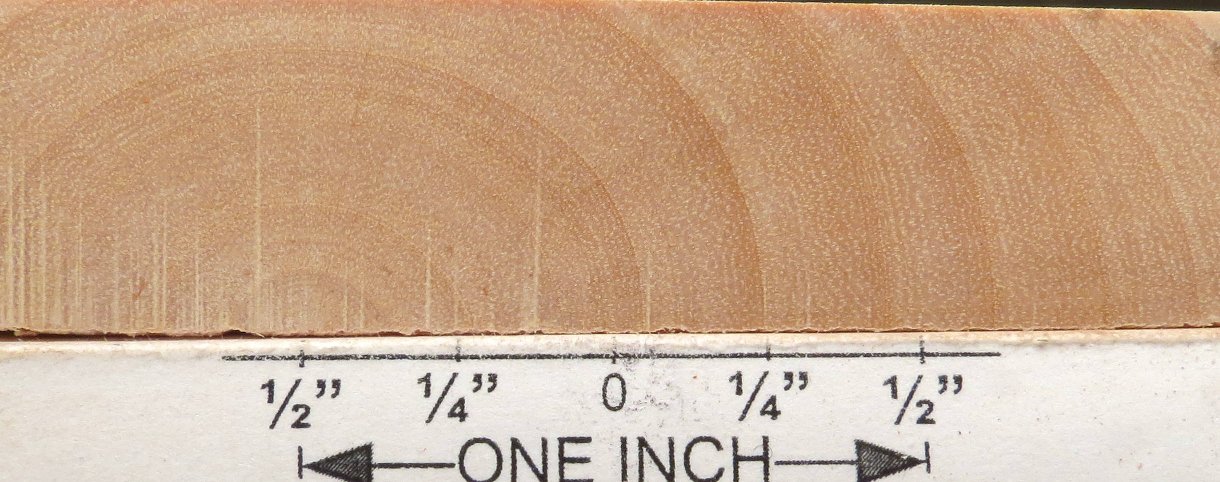 ½” ¼” 0 ¼” ½”
ONE INCH